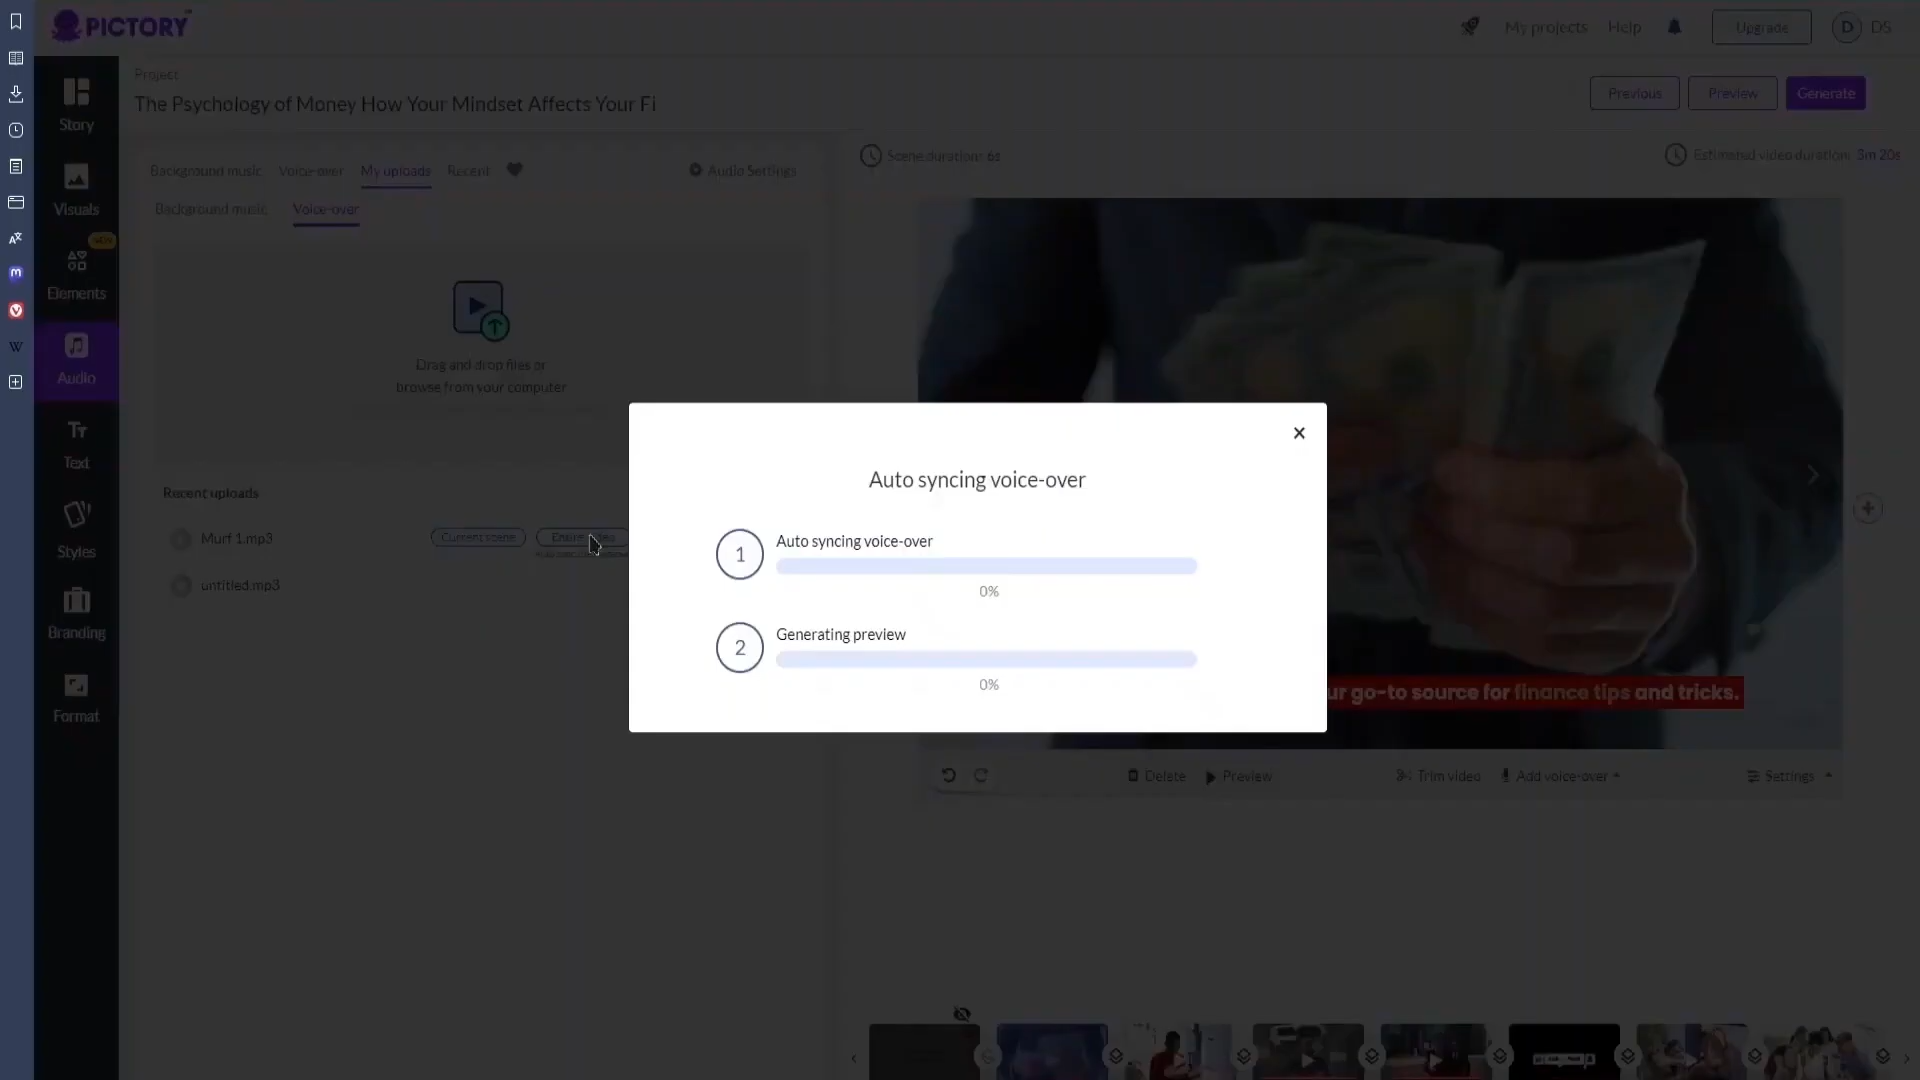 PICTORY
My projects
Help
Upgrade
D
DS
Story
Visuals
NEW
Elements
Audio
Text
Styles
Branding
Format
Project
The Psychology of Money How Your Mindset Affects Your Fi
Previous
Preview
Generate
Background music
Voice-over
My uploads
Recent
Audio Settings
Background music
Voice-over
Scene duration: 6s
Estimated video duration: 3m 20s
Drag and drop files or
browse from your computer
Recent uploads
Murf 1.mp3
Current scene
untitled.mp3
Auto syncing voice-over
1
Auto syncing voice-over
0%
2
Generating preview
0%
ur go-to source for finance tips and tricks.
Delete
Preview
Trim video
Add voice-over
Settings